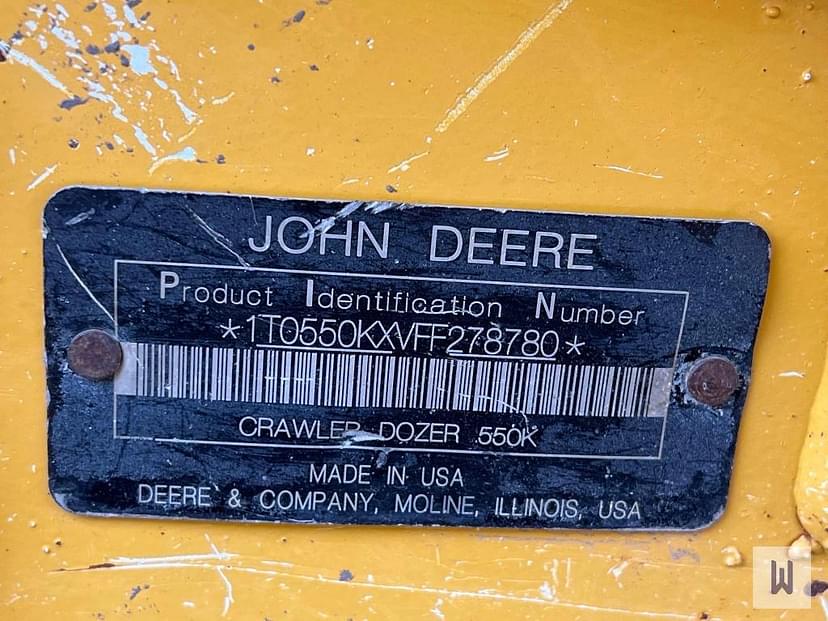 JOHN DEERE
Product Identification Number
*1T0550KXVFF278780*
CRAWLER DOZER 550K
MADE IN USA
DEERE & COMPANY, MOLINE, ILLINOIS, USA
W